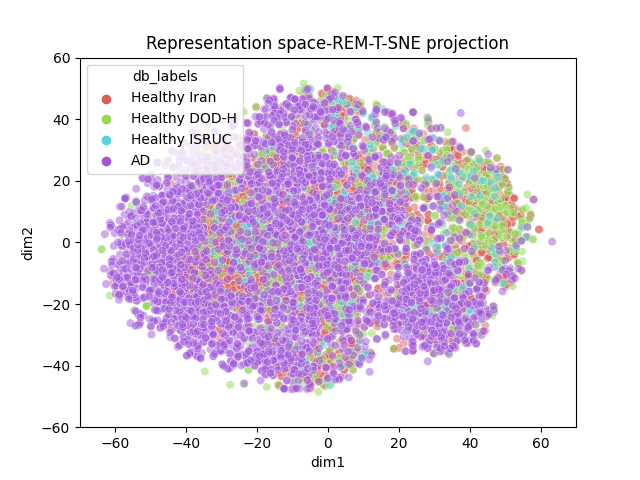 Representation space-REM-T-SNE projection
db_labels
Healthy Iran
Healthy DOD-H
Healthy ISRUC
AD
60
40
20
0
−20
−40
−60
dim2
−60 −40 −20 0 20 40 60
dim1